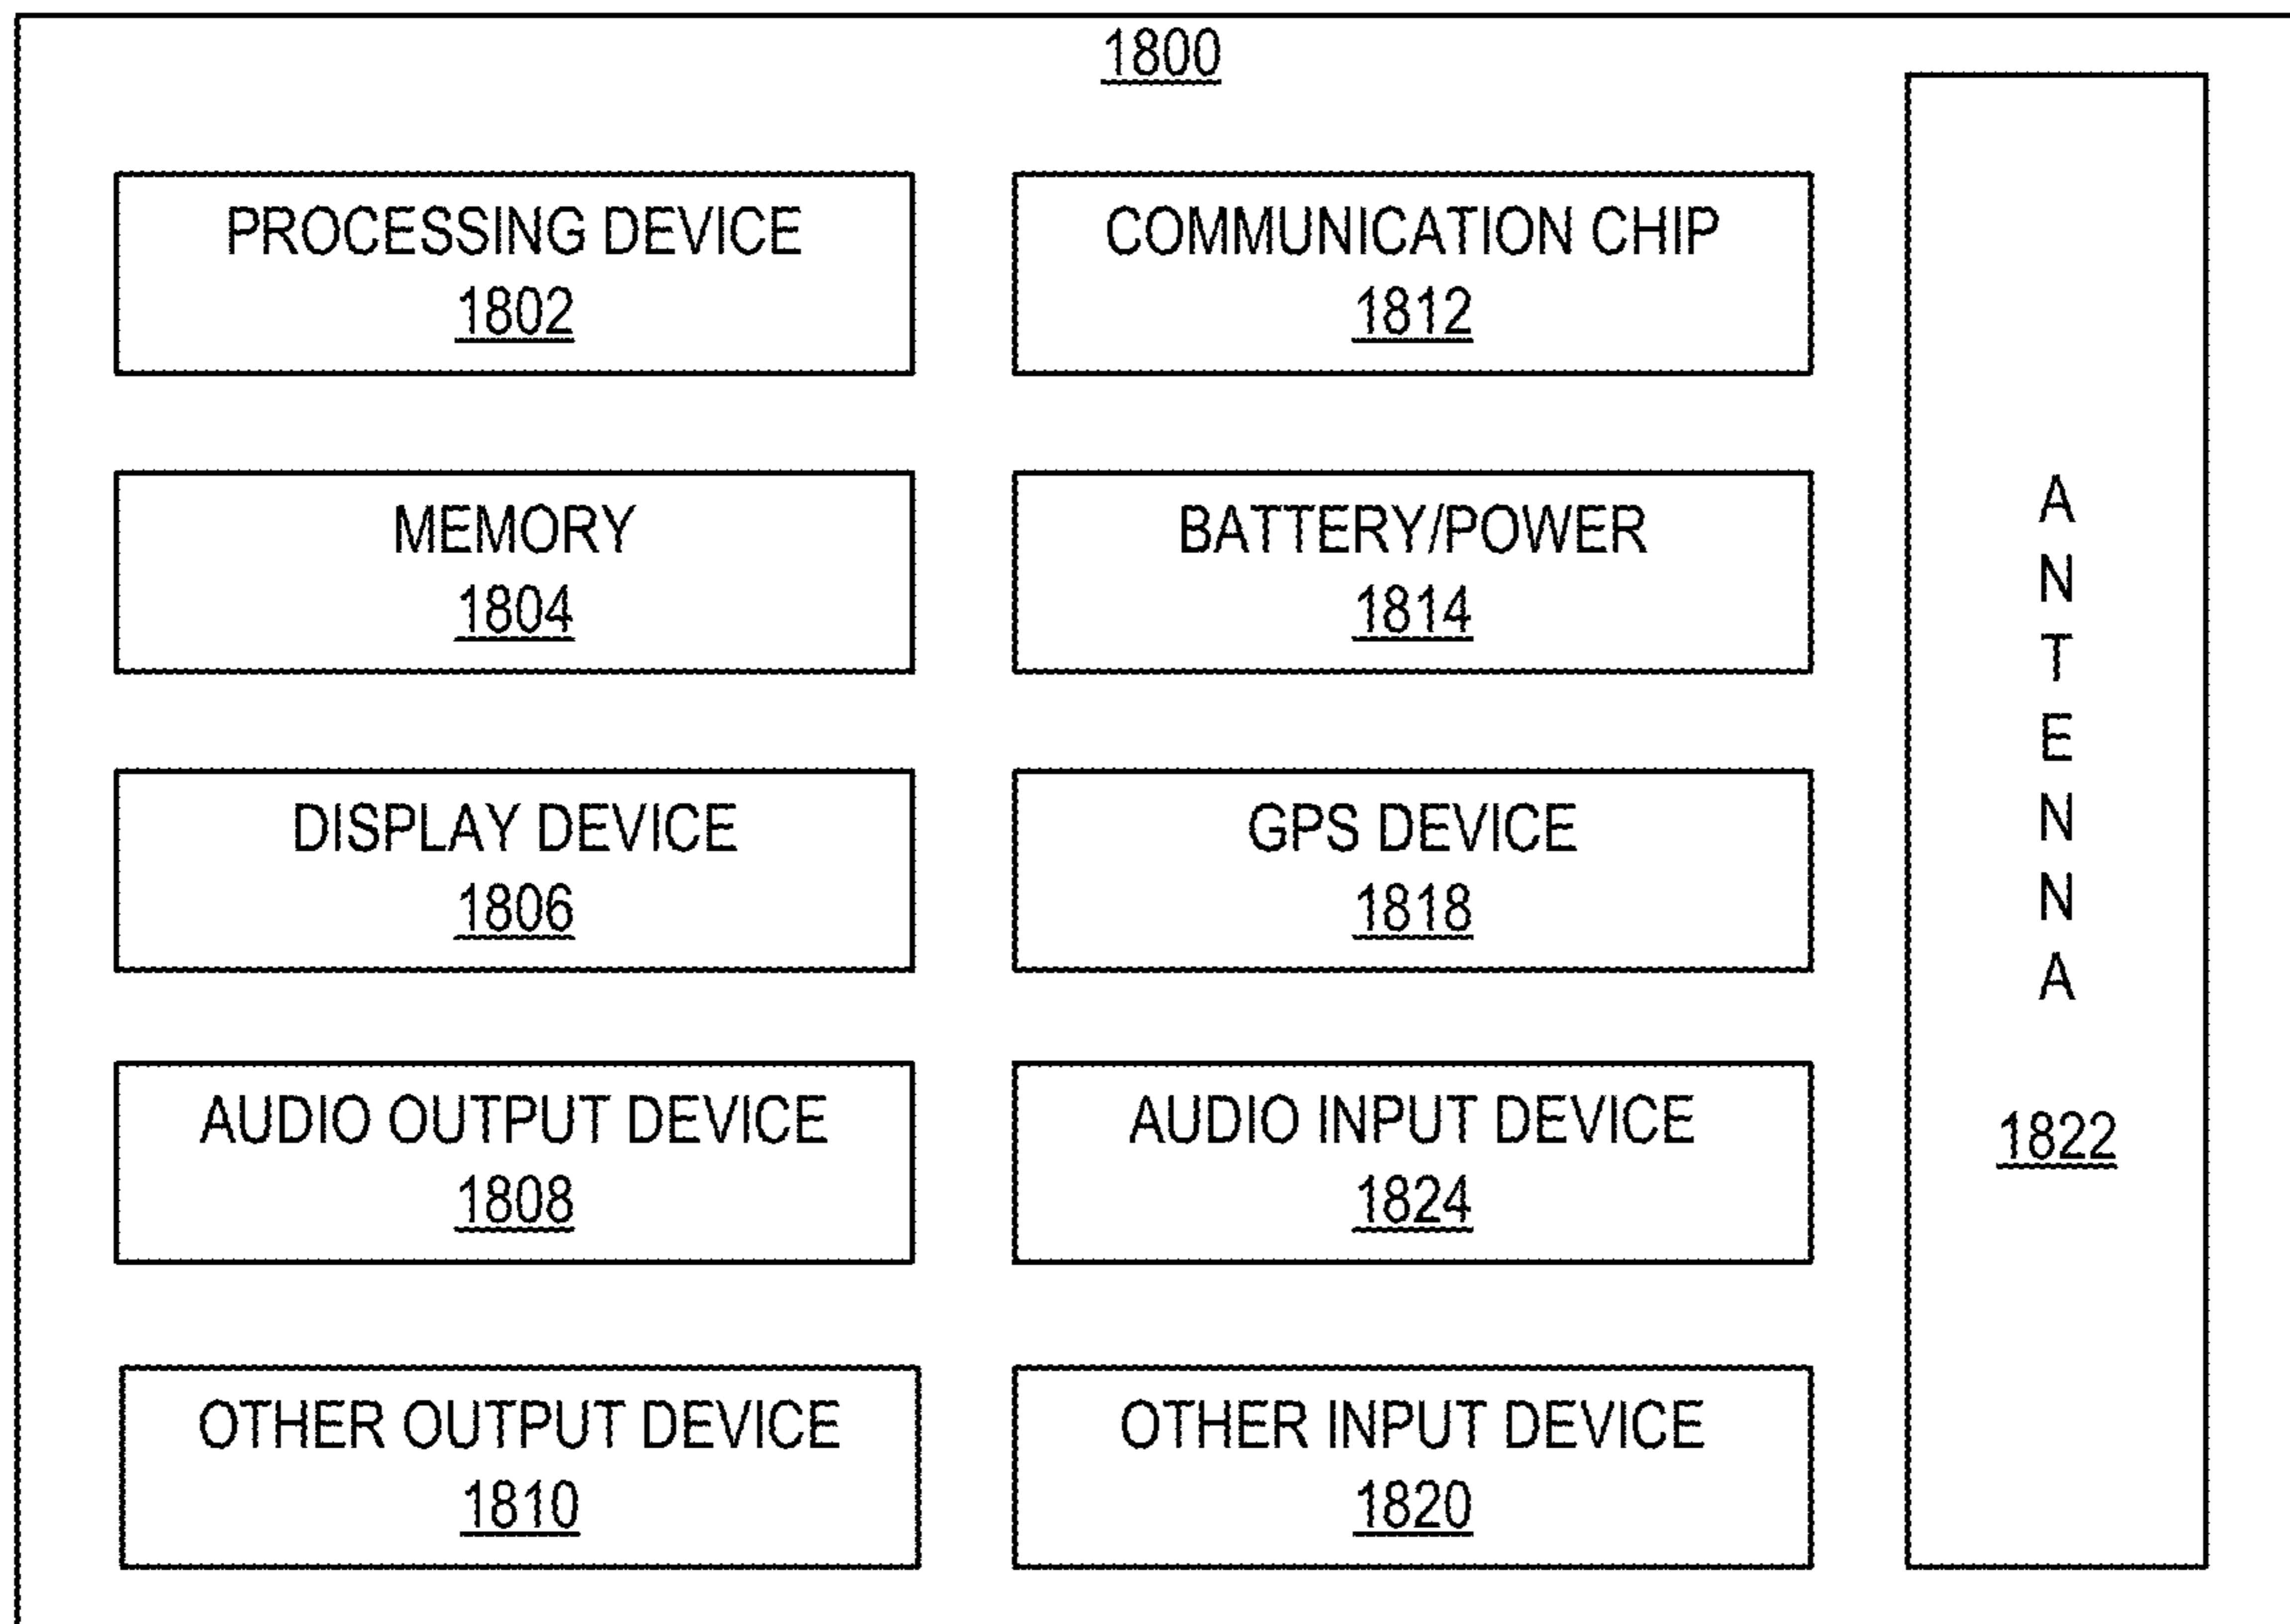 1800
PROCESSING DEVICE
1802
COMMUNICATION CHIP
1812
MEMORY
1804
BATTERY/POWER
1814
DISPLAY DEVICE
1806
GPS DEVICE
1818
AUDIO OUTPUT DEVICE
1808
AUDIO INPUT DEVICE
1824
OTHER OUTPUT DEVICE
1810
OTHER INPUT DEVICE
1820
ANTENNA
1822